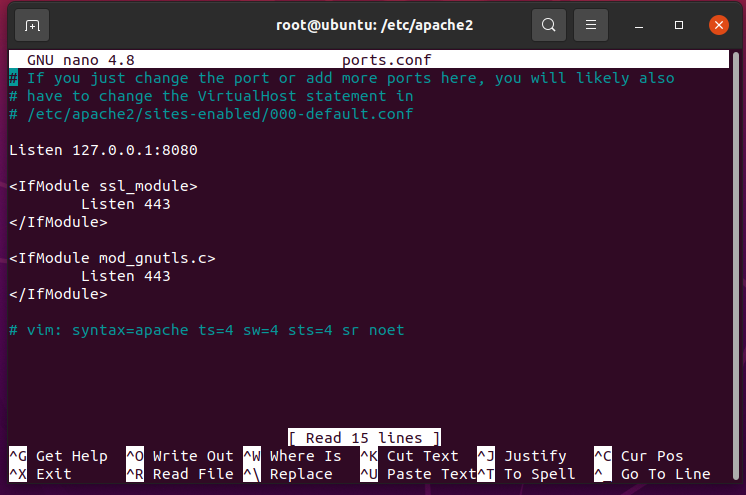 root@ubuntu: /etc/apache2
GNU nano 4.8 ports.conf
# If you just change the port or add more ports here, you will likely also
# have to change the VirtualHost statement in
# /etc/apache2/sites-enabled/000-default.conf
Listen 127.0.0.1:8080
<IfModule ssl_module>
Listen 443
</IfModule>
<IfModule mod_gnutls.c>
Listen 443
</IfModule>
# vim: syntax=apache ts=4 sw=4 sts=4 sr noet
[ Read 15 lines ]
^G Get Help ^O Write Out ^W Where Is ^K Cut Text ^J Justify ^C Cur Pos
^X Exit ^R Read File ^\ Replace ^U Paste Text^T To Spell ^_ Go To Line